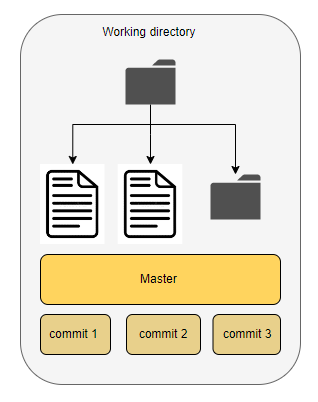 Working directory
Master
commit 1
commit 2
commit 3